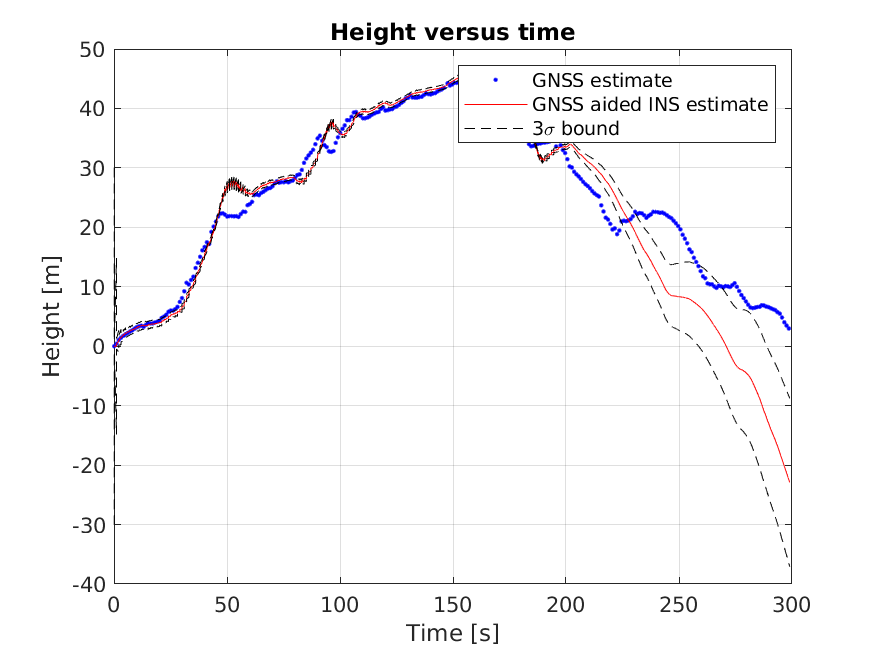 Height versus time
GNSS estimate
GNSS aided INS estimate
3σ bound
50
40
30
20
10
0
-10
-20
-30
-40
Height [m]
0 50 100 150 200 250 300
Time [s]